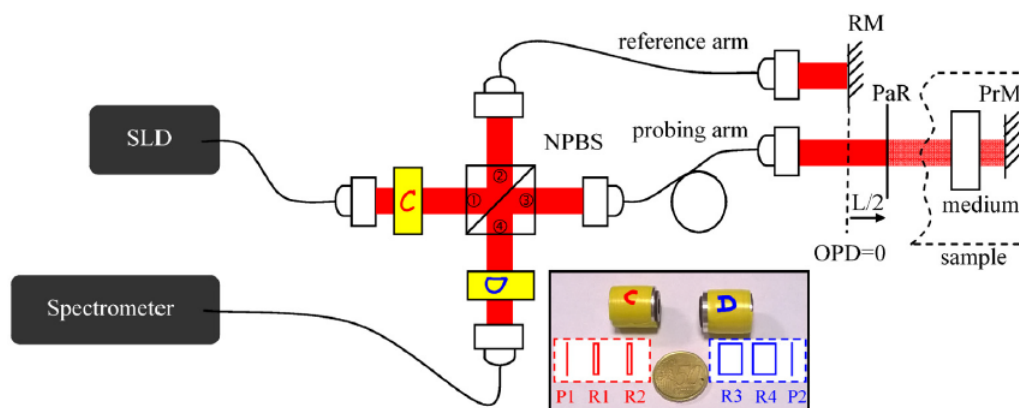 reference arm
RM
SLD
NPBS
probing arm
PaR
PrM
C
①
②
③
④
L/2
medium
OPD=0
sample
D
Spectrometer
C
D
P1 R1 R2
R3 R4 P2